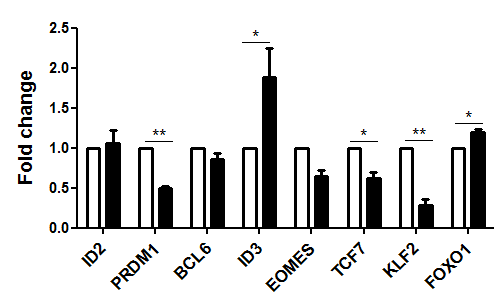 Fold change
2.5
2.0
1.5
1.0
0.5
0.0
**
*
*
**
*
ID2
PRDM1
BCL6
ID3
EOMES
TCF7
KLF2
FOXO1